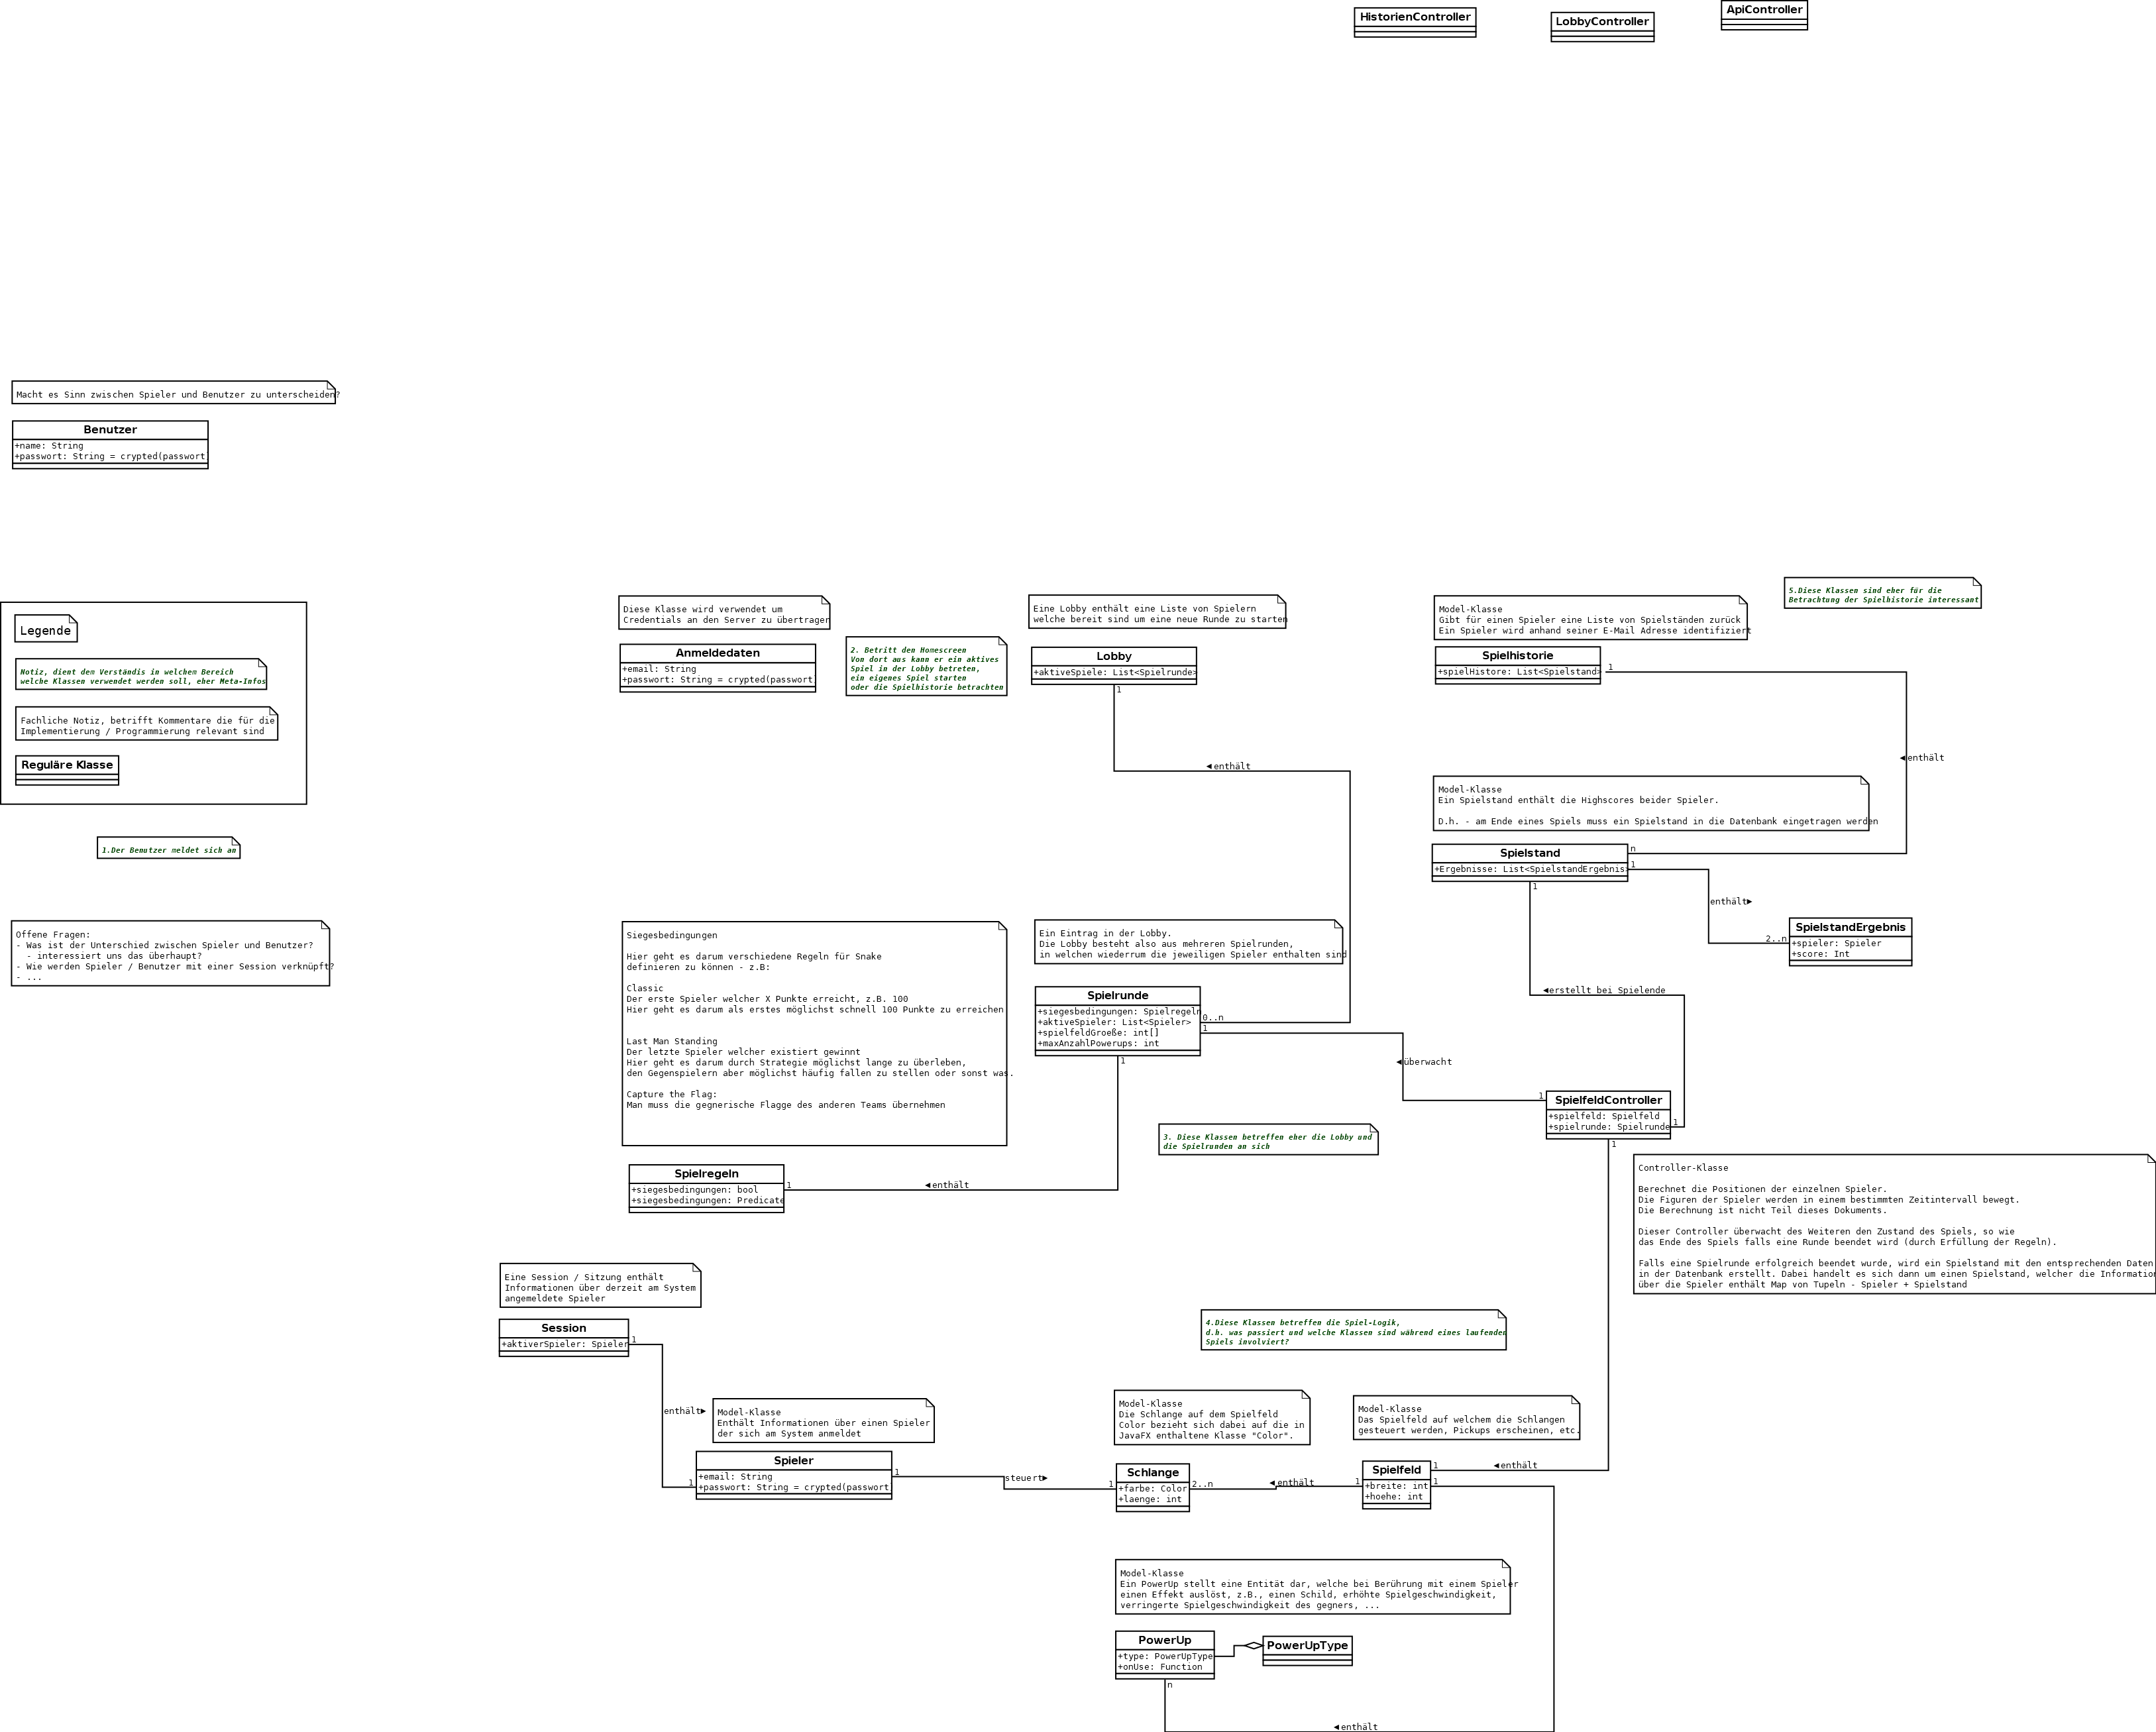 HistorienController
LobbyController
ApiController
Macht es Sinn zwischen Spieler und Benutzer zu unterscheiden?
Benutzer
+name: String
+passwort: String = crypted(passwort)
Legende
Notiz, dient dem Verständis in welchem Bereich
welche Klassen verwendet werden soll, eher Meta-Infos
Fachliche Notiz, betrifft Kommentare die für die
Implementierung / Programmierung relevant sind
Reguläre Klasse
1.Der Benutzer meldet sich an
Offene Fragen:
- Was ist der Unterschied zwischen Spieler und Benutzer?
- interessiert uns das überhaupt?
- Wie werden Spieler / Benutzer mit einer Session verknüpft?
- ...
Diese Klasse wird verwendet um
Credentials an den Server zu übertragen
Anmeldedaten
+email: String
+passwort: String = crypted(passwort)
2. Betritt den Homescreen
Von dort aus kann er ein aktives
Spiel in der Lobby betreten,
ein eigenes Spiel starten
oder die Spielhistorie betrachten
Eine Lobby enthält eine Liste von Spielern
welche bereit sind um eine neue Runde zu starten
Lobby
+aktiveSpiele: List<Spielrunde>
1
◄ enthält
Model-Klasse
Gibt für einen Spieler eine Liste von Spielständen zurück
Ein Spieler wird anhand seiner E-Mail Adresse identifiziert
5.Diese Klassen sind eher für die
Betrachtung der Spielhistorie interessant
Spielhistorie
+spielHistore: List<Spielstand>
1
◄enthält
Model-Klasse
Ein Spielstand enthält die Highscores beider Spieler.
D.h. - am Ende eines Spiels muss ein Spielstand in die Datenbank eingetragen werden
Spielstand
+Ergebnisse: List<SpielstandErgebnis>
n
1
1
enthält►
2..n
SpielstandErgebnis
+spieler: Spieler
+score: Int
◄erstellt bei Spielende
Siegesbedingungen
Hier geht es darum verschiedene Regeln für Snake
definieren zu können - z.B:
Classic
Der erste Spieler welcher X Punkte erreicht, z.B. 100
Hier geht es darum als erstes möglichst schnell 100 Punkte zu erreichen
Last Man Standing
Der letzte Spieler welcher existiert gewinnt
Hier geht es darum durch Strategie möglichst lange zu überleben,
den Gegenspielern aber möglichst häufig fallen zu stellen oder sonst was.
Capture the Flag:
Man muss die gegnerische Flagge des anderen Teams übernehmen
Ein Eintrag in der Lobby.
Die Lobby besteht also aus mehreren Spielrunden,
in welchen wiederrum die jeweiligen Spieler enthalten sind
Spielrunde
+siegesbedingungen: Spielregeln
+aktiveSpieler: List<Spieler>
+spielfeldGroeße: int[]
+maxAnzahlPowerups: int
0..n
1
1
◄überwacht
1
SpielfeldController
+spielfeld: Spielfeld
+spielrunde: Spielrunde
1
1
3. Diese Klassen betreffen eher die Lobby und
die Spielrunden an sich
Spielregeln
+siegesbedingungen: bool
+siegesbedingungen: Predicate
1
◄ enthält
Controller-Klasse
Berechnet die Positionen der einzelnen Spieler.
Die Figuren der Spieler werden in einem bestimmten Zeitintervall bewegt.
Die Berechnung ist nicht Teil dieses Dokuments.
Dieser Controller überwacht des Weiteren den Zustand des Spiels, so wie
das Ende des Spiels falls eine Runde beendet wird (durch Erfüllung der Regeln).
Falls eine Spielrunde erfolgreich beendet wurde, wird ein Spielstand mit den entsprechenden Daten
in der Datenbank erstellt. Dabei handelt es sich dann um einen Spielstand, welcher die Information
über die Spieler enthält Map von Tupeln - Spieler + Spielstand
Eine Session / Sitzung enthält
Informationen über derzeit am System
angemeldete Spieler
Session
+aktiverSpieler: Spieler
1
enthält►
4.Diese Klassen betreffen die Spiel-Logik,
d.h. was passiert und welche Klassen sind während eines laufenden
Spiels involviert?
Model-Klasse
Enthält Informationen über einen Spieler
der sich am System anmeldet
Spieler
+email: String
+passwort: String = crypted(passwort)
1
1
steuert►
Model-Klasse
Die Schlange auf dem Spielfeld
Color bezieht sich dabei auf die in
JavaFX enthaltene Klasse "Color".
1
Schlange
+farbe: Color
+laenge: int
2..n
◄ enthält
Model-Klasse
Das Spielfeld auf welchem die Schlangen
gesteuert werden, Pickups erscheinen, etc.
1
Spielfeld
+breite: int
+hoehe: int
1
1
◄enthält
Model-Klasse
Ein PowerUp stellt eine Entität dar, welche bei Berührung mit einem Spieler
einen Effekt auslöst, z.B., einen Schild, erhöhte Spielgeschwindigkeit,
verringerte Spielgeschwindigkeit des gegners, ...
PowerUp
+type: PowerUpType
+onUse: Function
PowerUpType
n
◄enthält